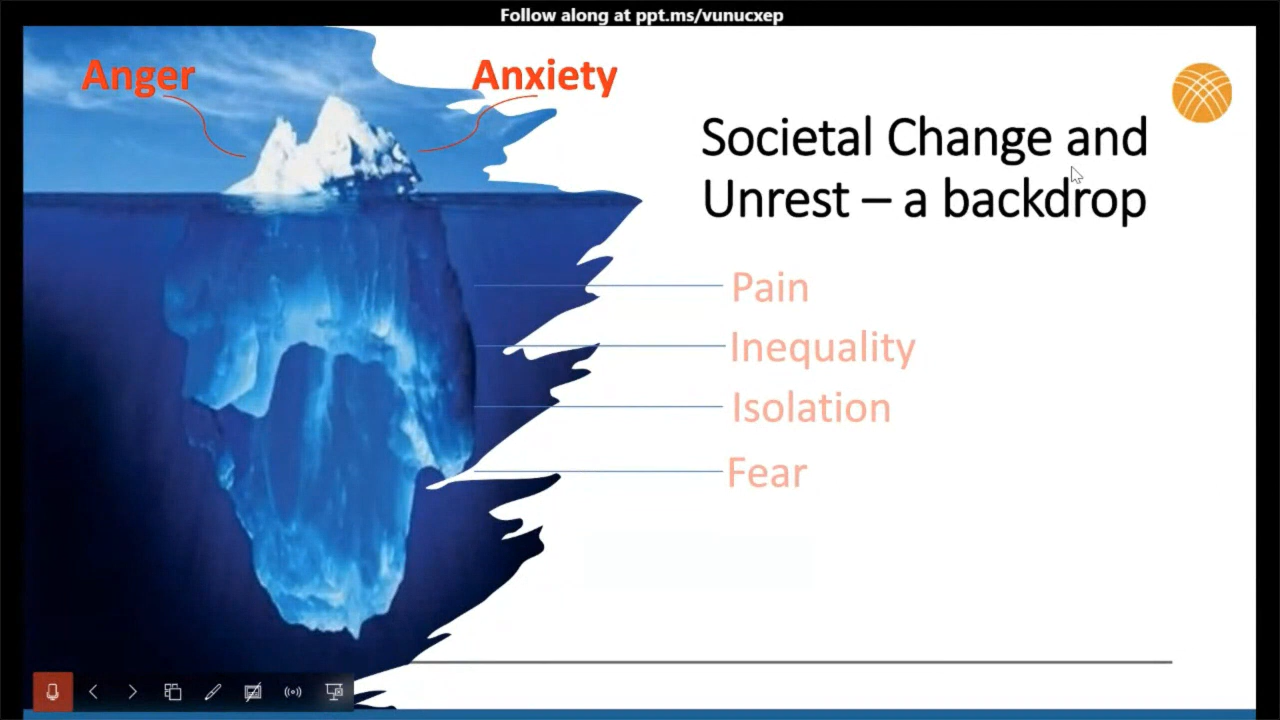 Follow along at ppt.ms/vunucxep
Anger
Anxiety
Societal Change and
Unrest – a backdrop
Pain
Inequality
Isolation
Fear